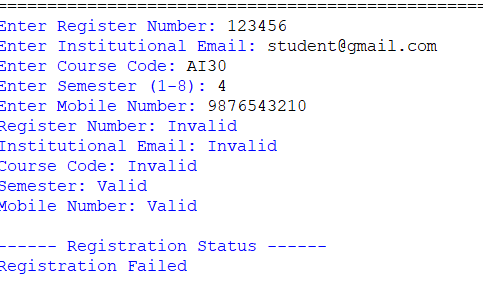 =====================================================
Enter Register Number: 123456
Enter Institutional Email: student@gmail.com
Enter Course Code: AI30
Enter Semester (1-8): 4
Enter Mobile Number: 9876543210
Register Number: Invalid
Institutional Email: Invalid
Course Code: Invalid
Semester: Valid
Mobile Number: Valid

------ Registration Status ------
Registration Failed